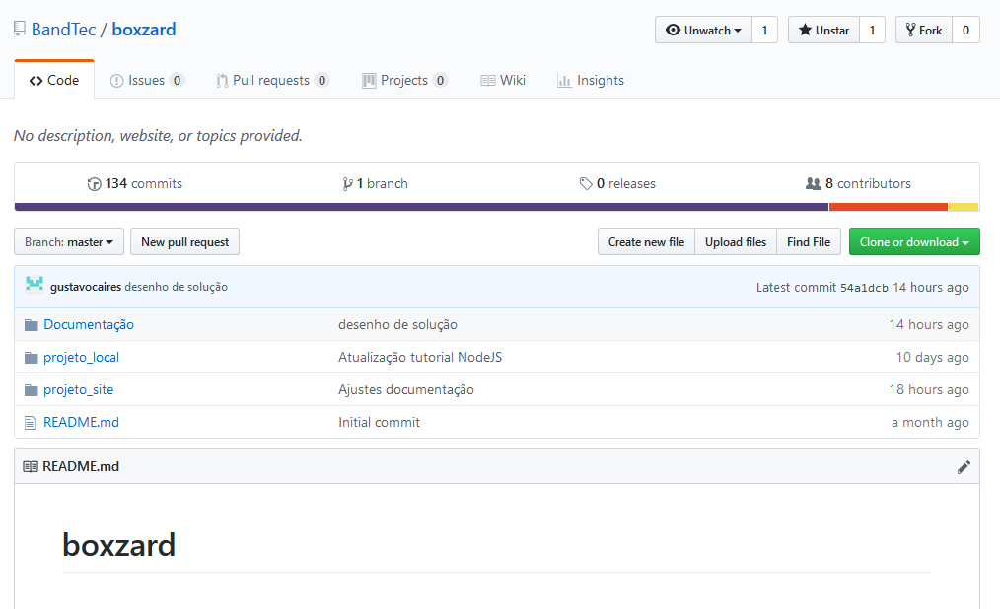 BandTec / boxzard Unwatch 1 Unstar 1 Fork 0
Code Issues 0 Pull requests 0 Projects 0 Wiki Insights
No description, website, or topics provided.
134 commits 1 branch 0 releases 8 contributors
Branch: master New pull request Create new file Upload files Find File Clone or download
gustavocaires desenho de solução Latest commit 54a1dcb 14 hours ago
Documentação desenho de solução 14 hours ago
projeto_local Atualização tutorial NodeJS 10 days ago
projeto_site Ajustes documentação 18 hours ago
README.md Initial commit a month ago
README.md
boxzard